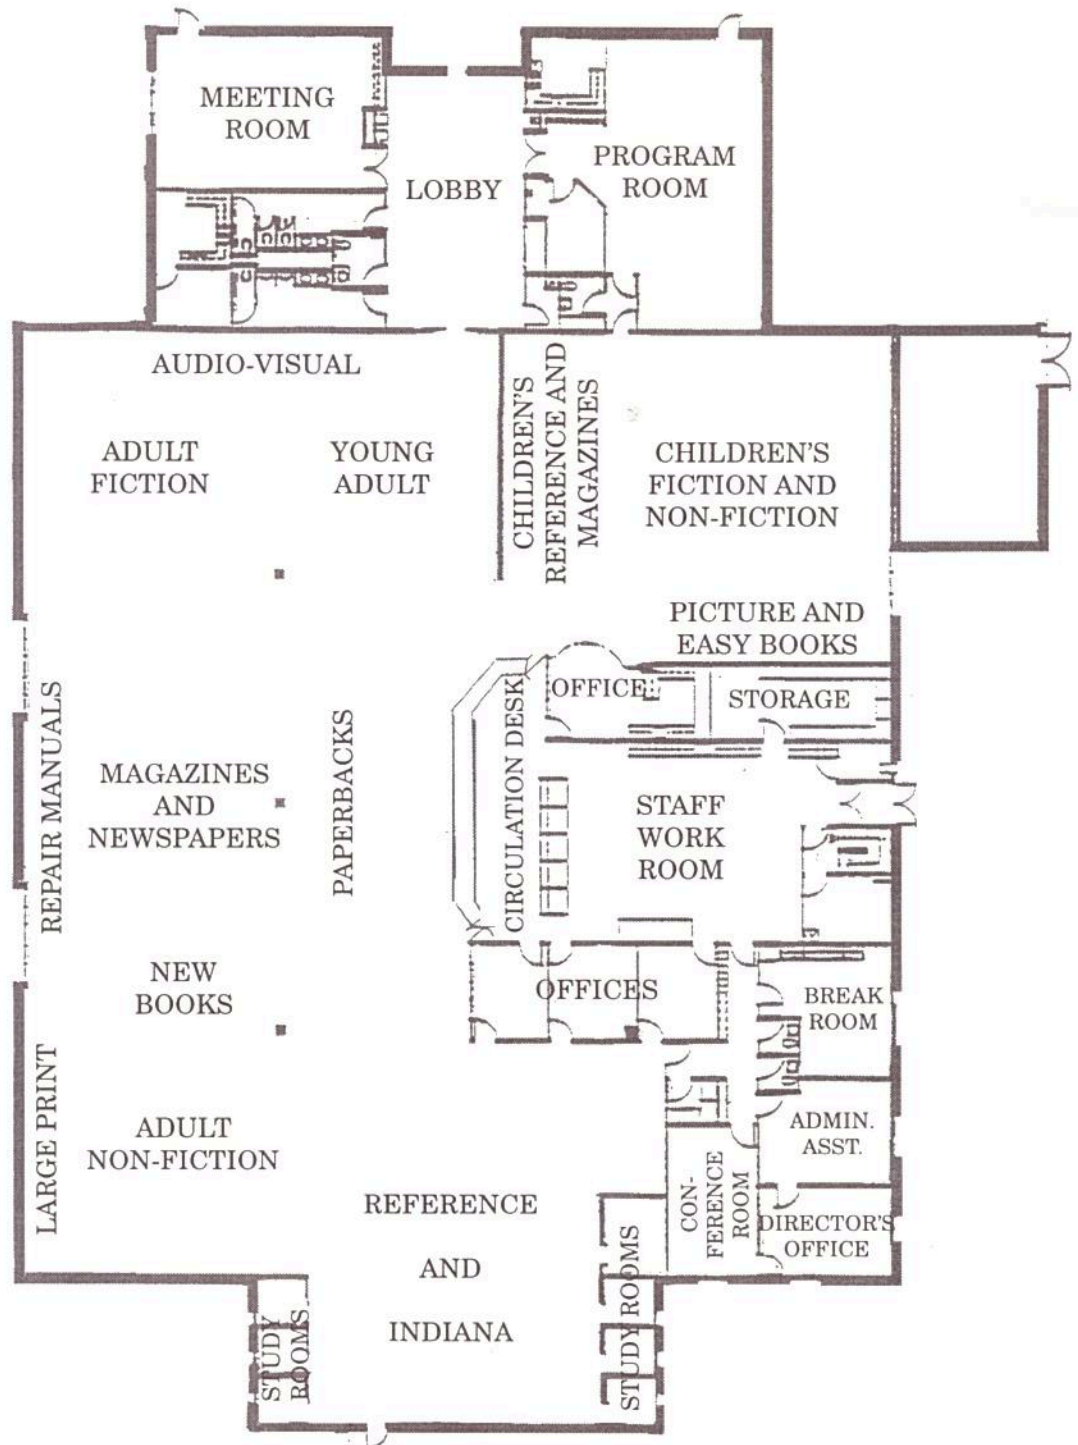 MEETING
ROOM
PROGRAM
ROOM
LOBBY
AUDIO-VISUAL
ADULT
FICTION
YOUNG
ADULT
CHILDREN'S
REFERENCE AND
MAGAZINES
CHILDREN'S
FICTION AND
NON-FICTION
PICTURE AND
EASY BOOKS
OFFICE
STORAGE
CIRCULATION DESK
REPAIR MANUALS
MAGAZINES
AND
NEWSPAPERS
PAPERBACKS
STAFF
WORK
ROOM
NEW
BOOKS
OFFICES
BREAK
ROOM
LARGE PRINT
ADULT
NON-FICTION
ADMIN.
ASST.
CON-
FERENCE
ROOM
DIRECTOR'S
OFFICE
REFERENCE
AND
INDIANA
STUDY
ROOMS
STUDY ROOMS